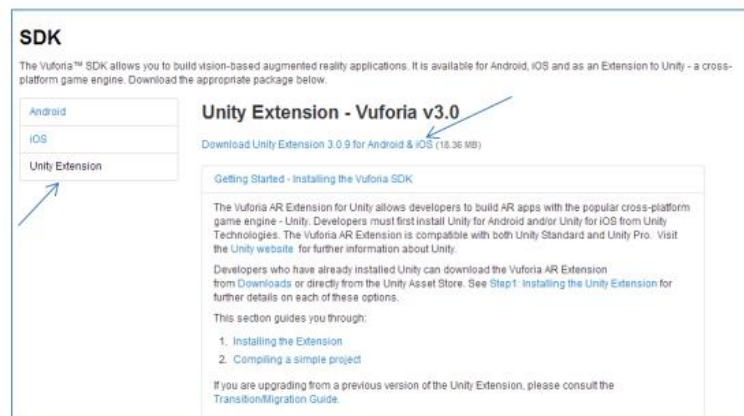 SDK
The Vuforia™ SDK allows you to build vision-based augmented reality applications. It is available for Android, iOS and as an Extension to Unity - a cross-
platform game engine. Download the appropriate package below.
Android
iOS
Unity Extension
Unity Extension - Vuforia v3.0
Download Unity Extension 3.0.9 for Android & iOS (18.36 MB)
Getting Started - Installing the Vuforia SDK
The Vuforia AR Extension for Unity allows developers to build AR apps with the popular cross-platform
game engine - Unity. Developers must first install Unity for Android and/or Unity for iOS from Unity
Technologies. The Vuforia AR Extension is compatible with both Unity Standard and Unity Pro. Visit
the Unity website for further information about Unity.
Developers who have already installed Unity can download the Vuforia AR Extension
from Downloads or directly from the Unity Asset Store. See Step1: Installing the Unity Extension for
further details on each of these options.
This section guides you through:
1. Installing the Extension
2. Compiling a simple project
If you are upgrading from a previous version of the Unity Extension, please consult the
Transition/Migration Guide.